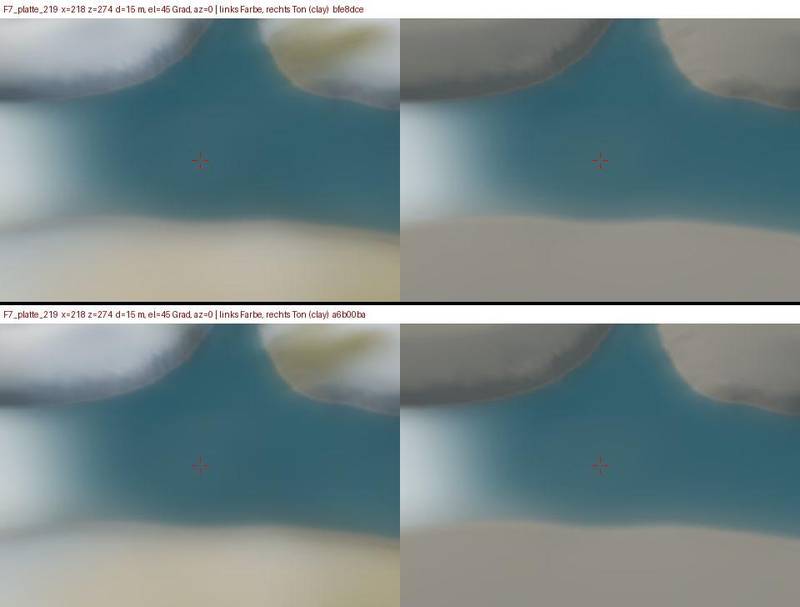 F7_platte_219 x=218 z=274 d=15 m, el=45 Grad, az=0 | links Farbe, rechts Ton (clay) bfe8dce
F7_platte_219 x=218 z=274 d=15 m, el=45 Grad, az=0 | links Farbe, rechts Ton (clay) a6b00ba